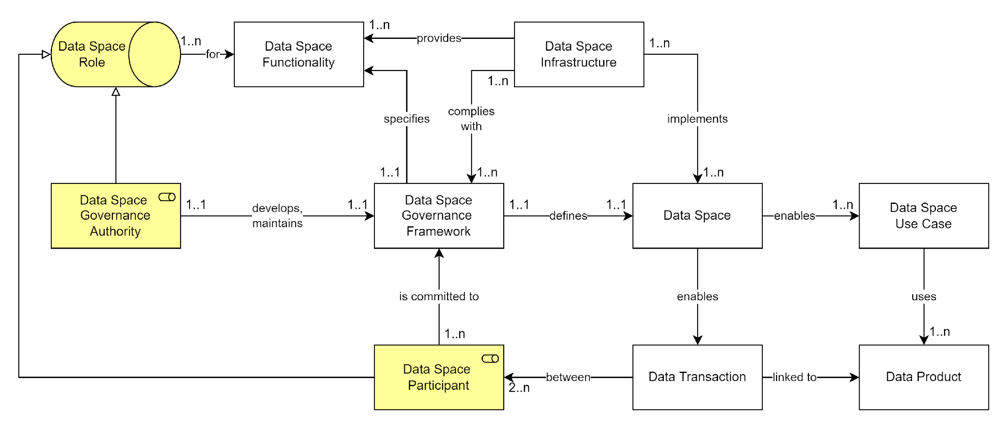 Data Space
Role
1..n
for
Data Space
Functionality
1..n
provides
Data Space
Infrastructure
1..n
1..n
complies
with
specifies
implements
1..1
1..n
1..n
Data Space
Governance
Authority
1..1
develops,
maintains
1..1
Data Space
Governance
Framework
1..1
defines
1..1
Data Space
enables
1..n
Data Space
Use Case
is committed to
enables
uses
1..n
1..n
Data Space
Participant
between
2..n
Data Transaction
linked to
Data Product